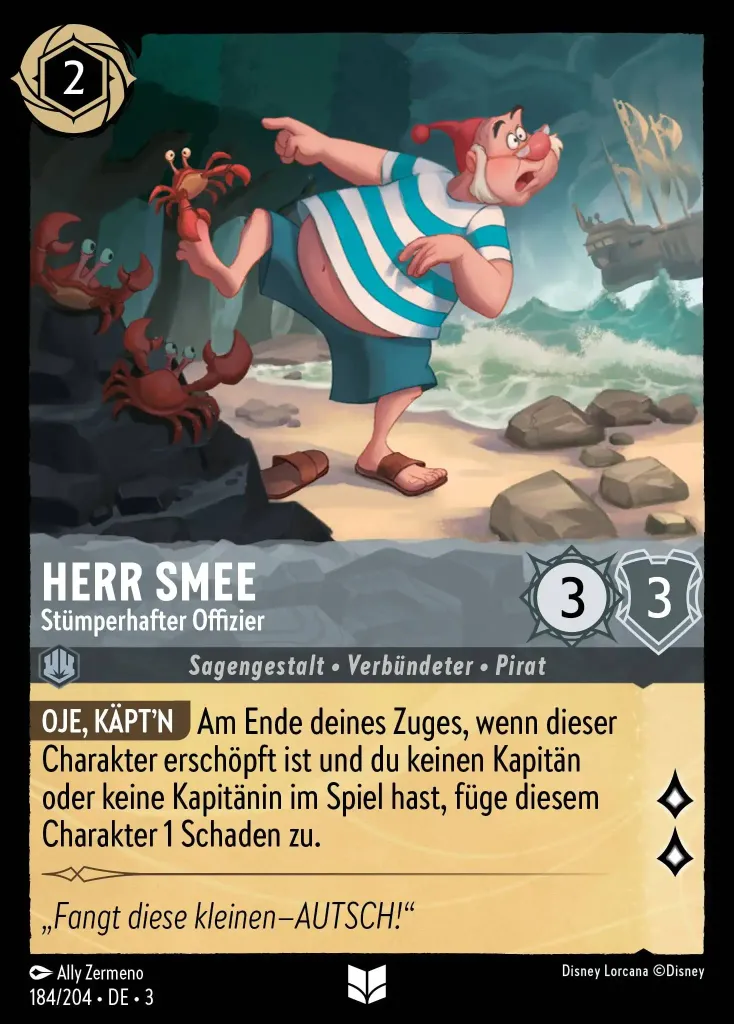 2
HERR SMEE
Stümperhafter Offizier
3
3
Sagengestalt • Verbündeter • Pirat
OJE, KÄPT’N Am Ende deines Zuges, wenn dieser
Charakter erschöpft ist und du keinen Kapitän
oder keine Kapitänin im Spiel hast, füge diesem
Charakter 1 Schaden zu.
„Fangt diese kleinen—AUTSCH!“
Ally Zermeno
Disney Lorcana ©Disney
184/204 • DE • 3